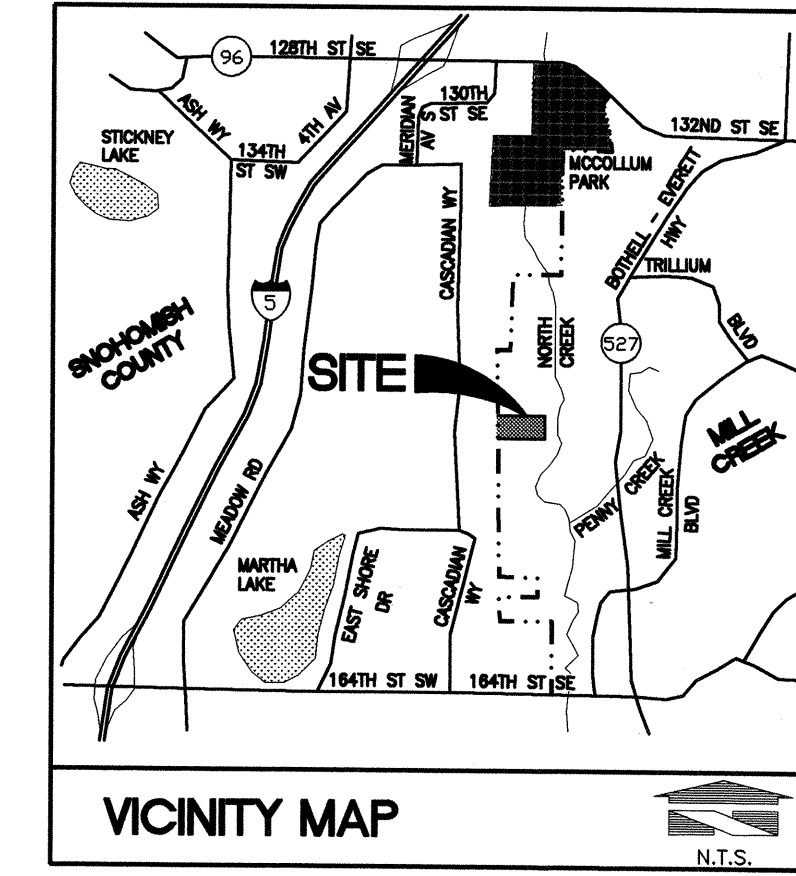 96
128TH ST SE
ASH WY
4TH AV
MERIDIAN
AV S
130TH
ST SE
132ND ST SE
STICKNEY
LAKE
134TH
ST SW
MCCOLLUM
PARK
BOTHELL - EVERETT
HWY
CASCADIAN WY
TRILLIUM
BLVD
5
SNOHOMISH
COUNTY
NORTH
CREEK
527
SITE
MILL
CREEK
ASH WY
MEADOW RD
PENNY CREEK
MILL CREEK
BLVD
MARTHA
LAKE
EAST SHORE
DR
CASCADIAN
WY
164TH ST SW
164TH ST SE
VICINITY MAP
N.T.S.